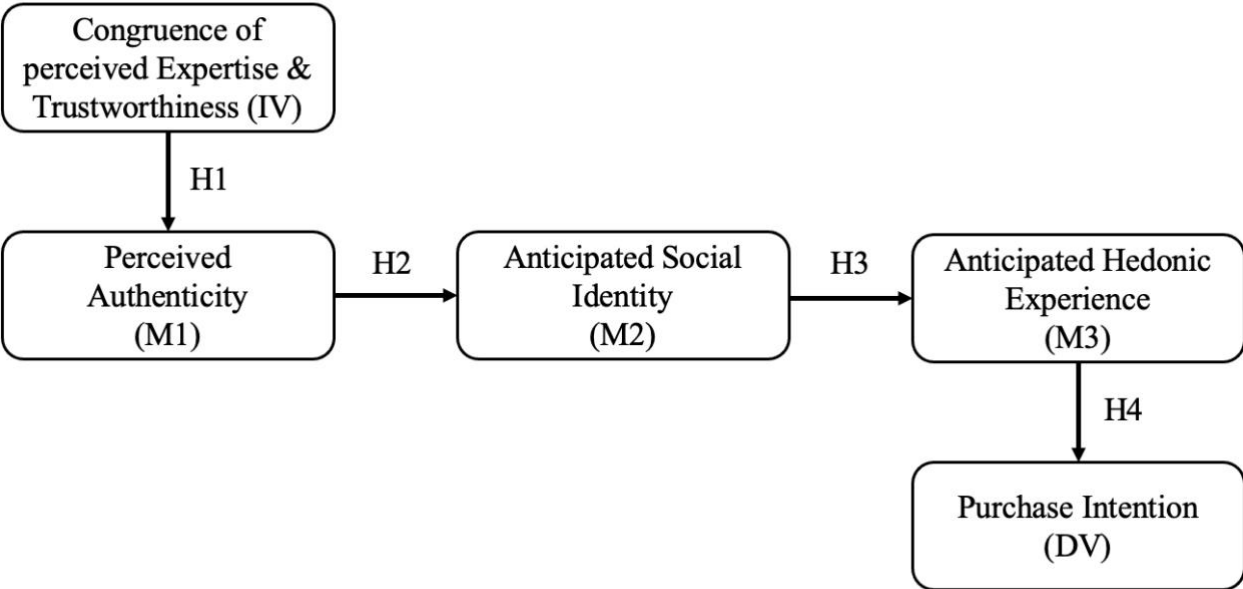 Congruence of
perceived Expertise &
Trustworthiness (IV)
H1
Perceived
Authenticity
(M1)
H2
Anticipated Social
Identity
(M2)
H3
Anticipated Hedonic
Experience
(M3)
H4
Purchase Intention
(DV)